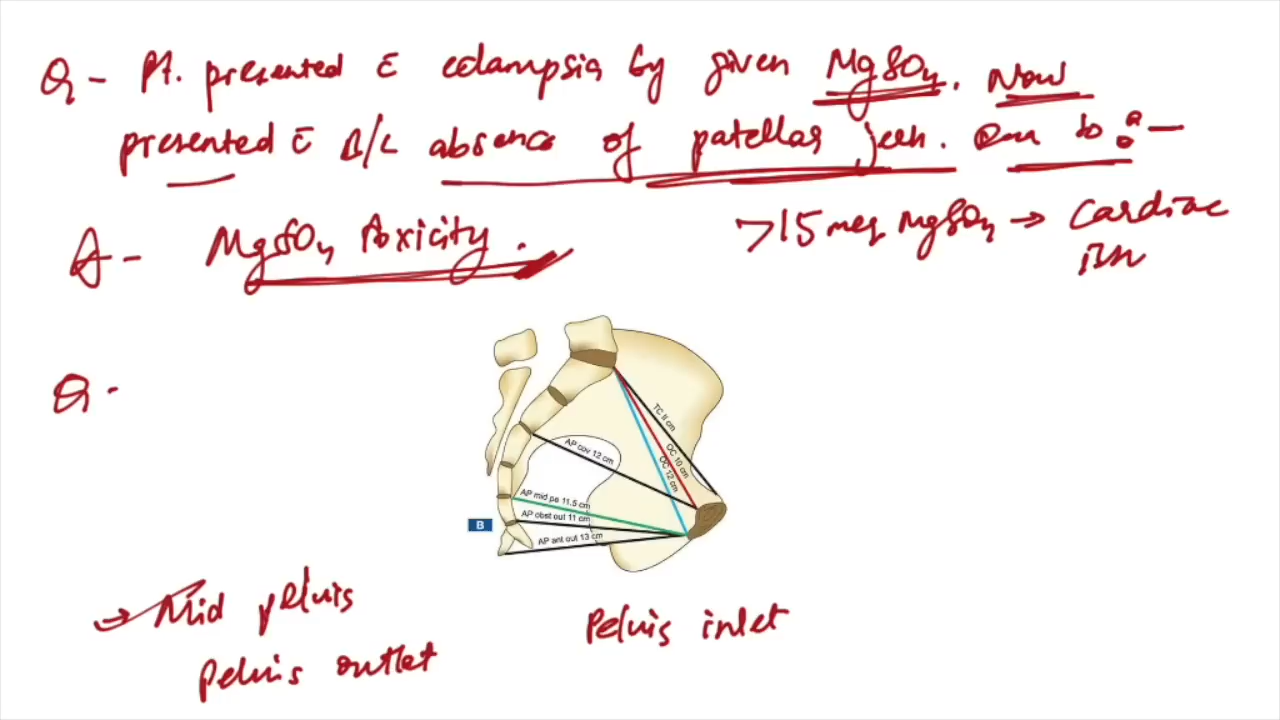 Q - Pt. presented c̄ eclampsia by given MgSO4. Now
presented c̄ B/L absence of patellar jerk. Due to :-
A - MgSO4 toxicity.
>15 meq MgSO4 → Cardiac
Q -
TC 11 cm
OC 10 cm
OC 12 cm
AP cov 12 cm
AP mid pe 11.5 cm
AP obst out 11 cm
AP ant out 13 cm
B
→ Mid pelvis
Pelvis outlet
Pelvis inlet